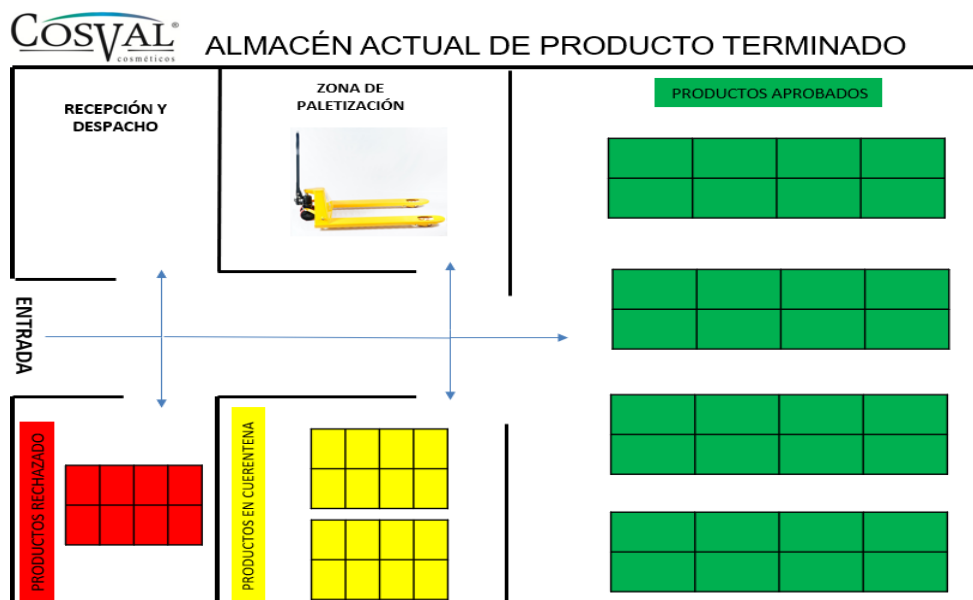 COSVAL®
cosméticos
ALMACÉN ACTUAL DE PRODUCTO TERMINADO
RECEPCIÓN Y
DESPACHO
ZONA DE
PALETIZACIÓN
PRODUCTOS APROBADOS
ENTRADA
PRODUCTOS RECHAZADO
PRODUCTOS EN CUERENTENA